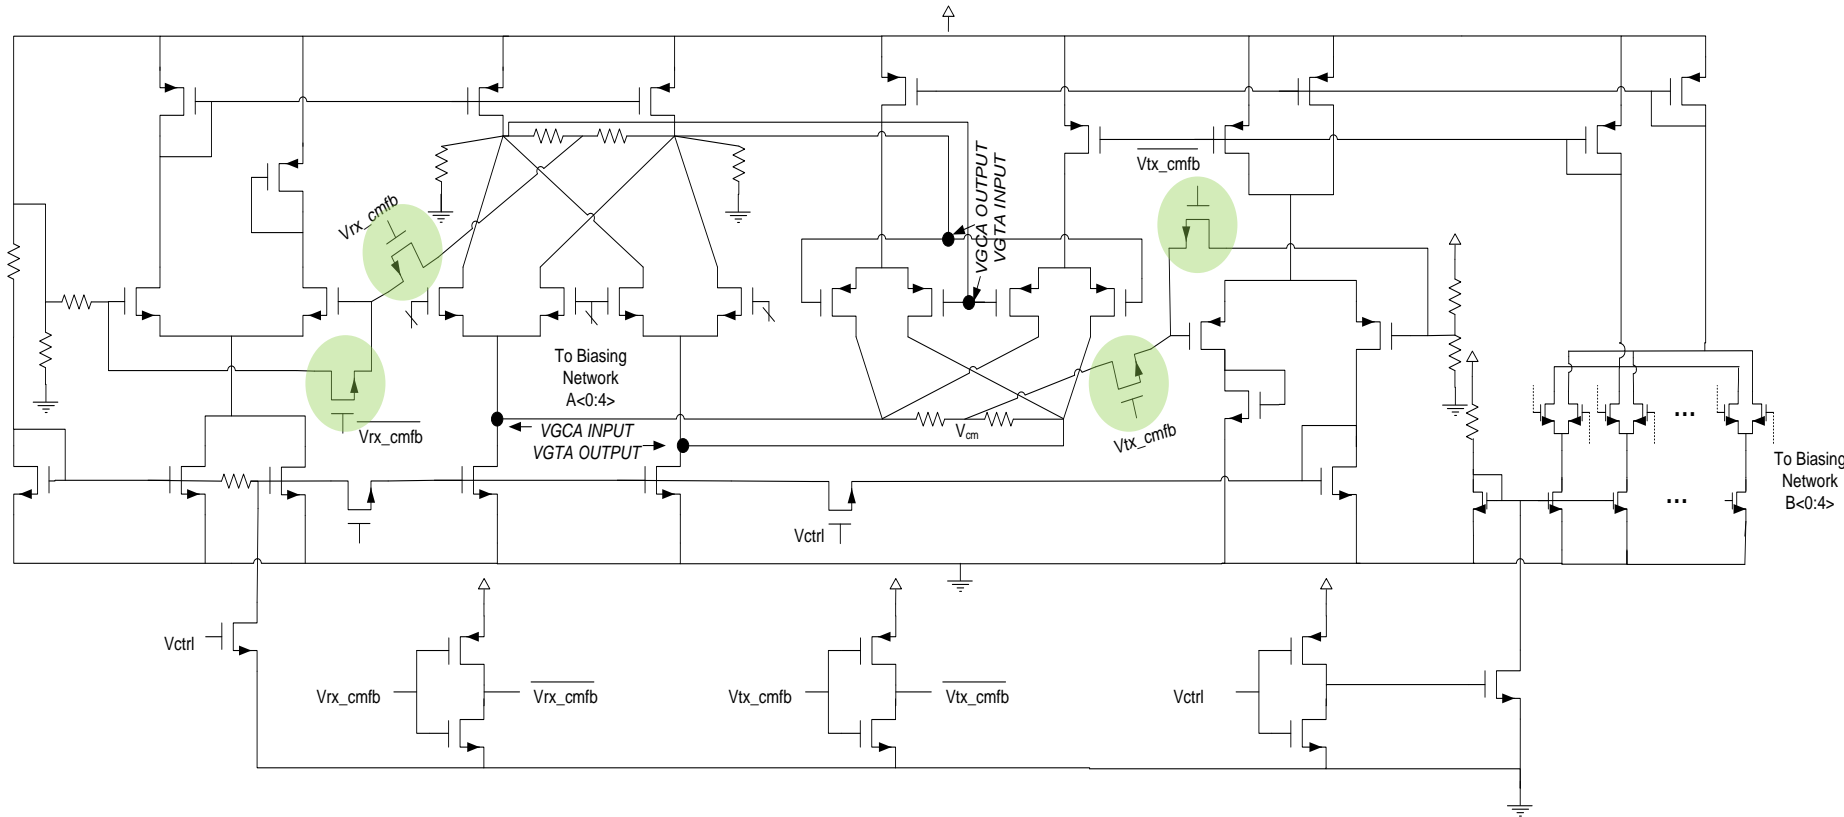 V̅t̅x̅_̅c̅m̅f̅b̅
Vrx_cmfb
VGCA OUTPUT
VGTA INPUT
To Biasing
Network
A<0:4>
Vrx_cmfb
VGCA INPUT
VGTA OUTPUT
Vcm
Vtx_cmfb
To Biasing
Network
B<0:4>
Vctrl
...
...
Vctrl
Vrx_cmfb
Vrx_cmfb
Vtx_cmfb
Vtx_cmfb
Vctrl